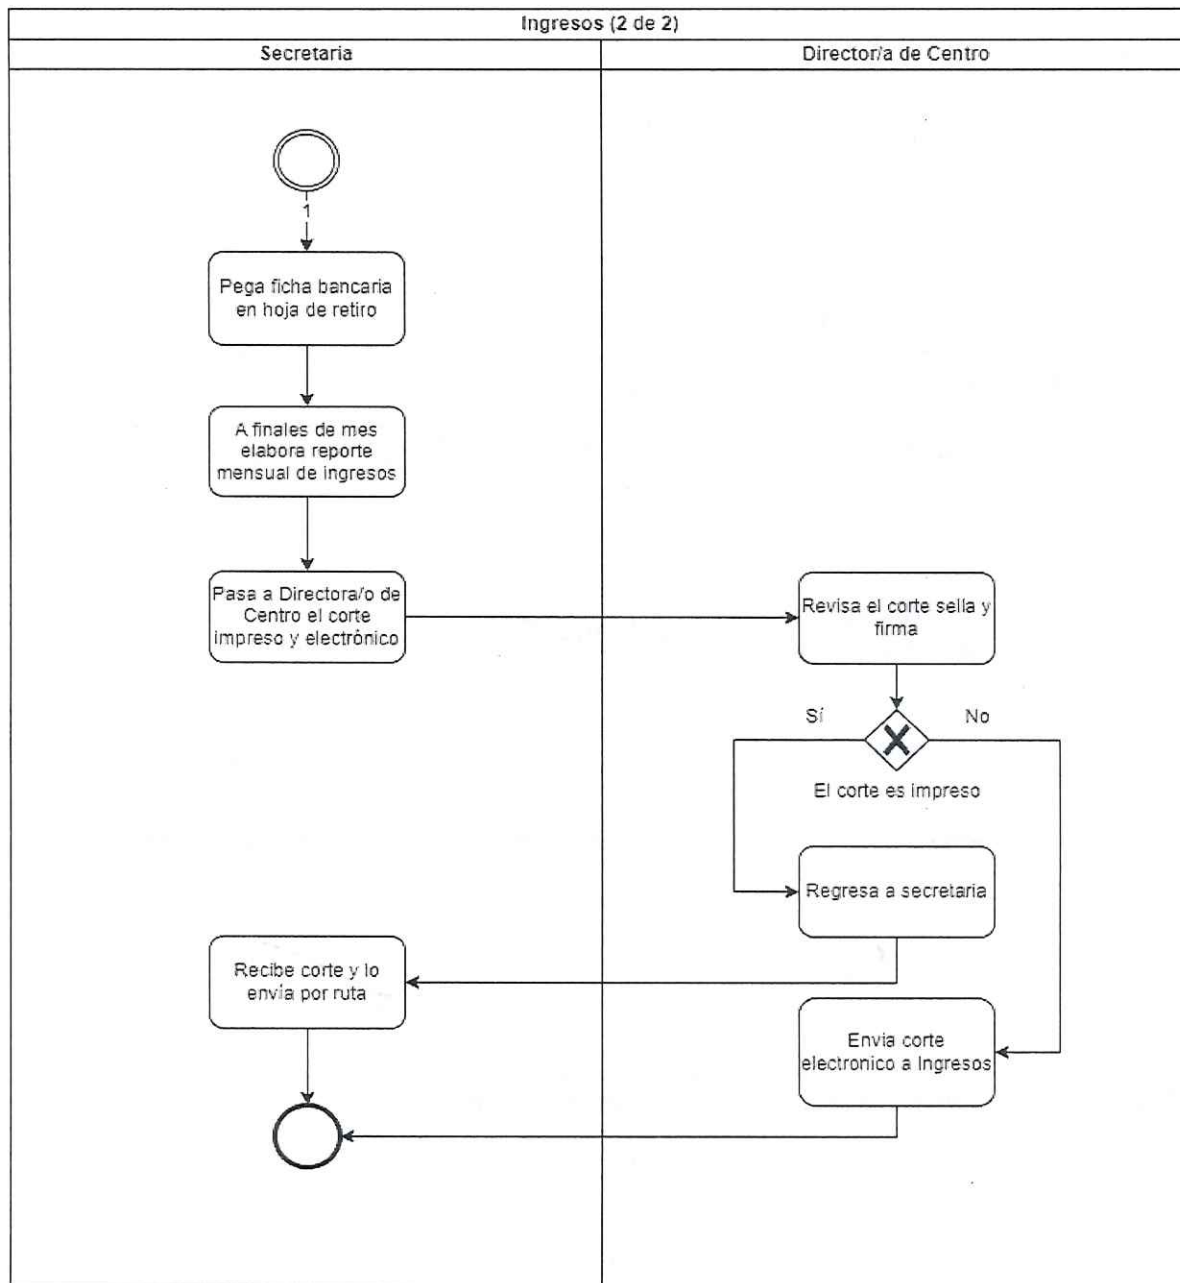 Ingresos (2 de 2)
Secretaria
Director/a de Centro
1
Pega ficha bancaria
en hoja de retiro
A finales de mes
elabora reporte
mensual de ingresos
Pasa a Directora/o de
Centro el corte
impreso y electrónico
Revisa el corte sella y
firma
Sí
No
El corte es impreso
Regresa a secretaria
Recibe corte y lo
envía por ruta
Envia corte
electronico a Ingresos